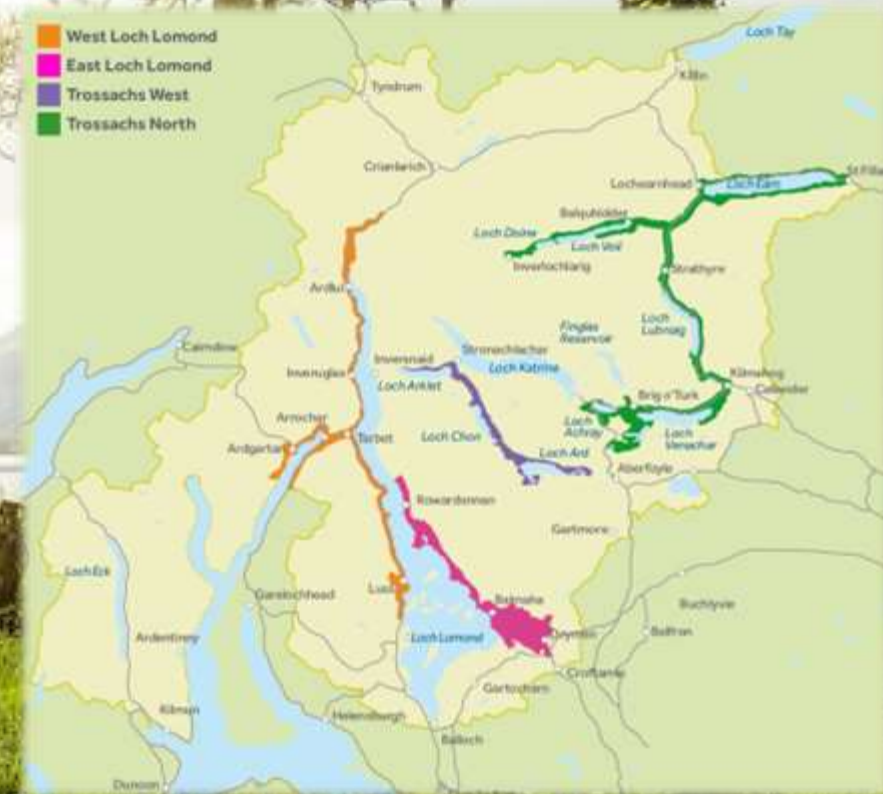 West Loch Lomond
East Loch Lomond
Trossachs West
Trossachs North
Loch Tay
Killin
Tyndrum
Crianlarich
Lochearnhead
Loch Earn
St Filla
Balquhidder
Loch Doine
Loch Voil
Inverlochlarig
Strathyre
Ardlui
Loch
Lubnaig
Finglas
Reservoir
Stronachlachar
Cairndow
Inversnaid
Loch Katrine
Inveruglas
Kilmahog
Loch Arklet
Callander
Brig o'Turk
Arrochar
Loch
Achray
Tarbet
Loch Chon
Loch
Venachar
Ardgartan
Loch Ard
Aberfoyle
Rowardennan
Gartmore
Loch Eck
Luss
Garelochhead
Balmaha
Buchlyvie
Ardentinny
Loch Lomond
Drymen
Balfron
Croftamie
Gartocharn
Kilmun
Helensburgh
Balloch
Dunoon